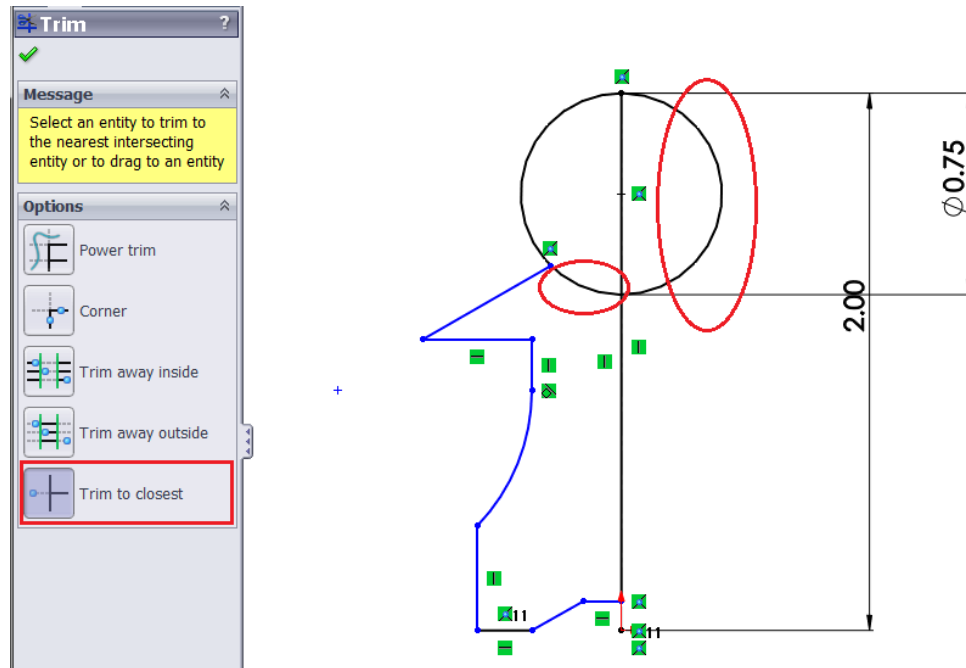 Trim
?
Message
Select an entity to trim to
the nearest intersecting
entity or to drag to an entity
Options
Power trim
Corner
Trim away inside
Trim away outside
Trim to closest
Ø0.75
2.00
11
11